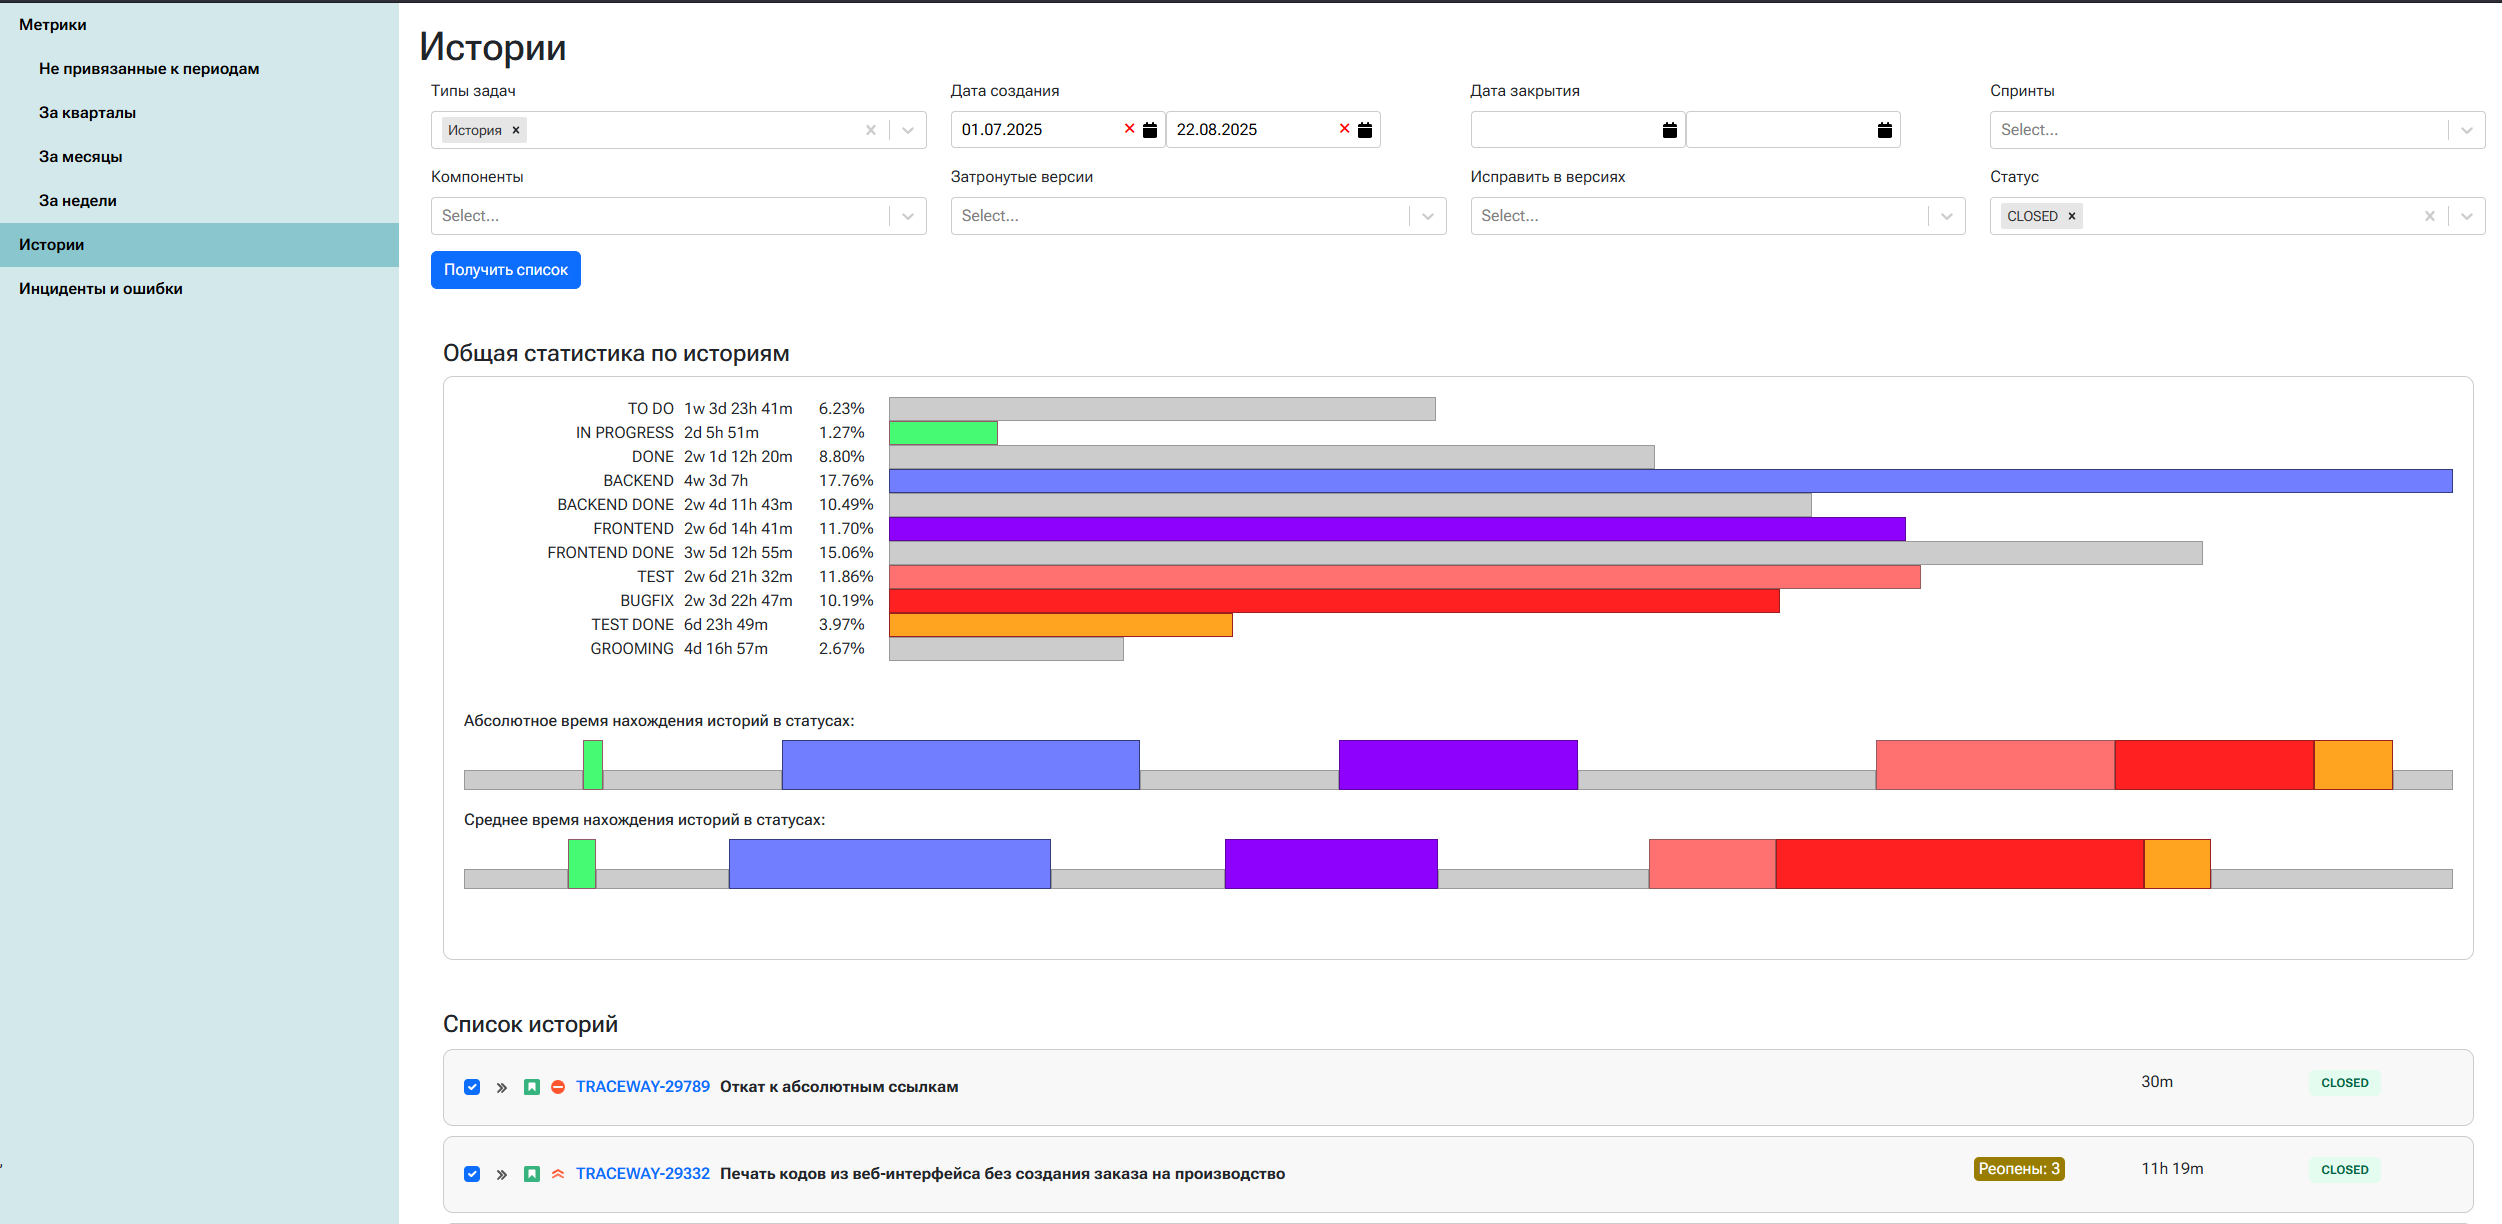 Метрики
Не привязанные к периодам
За кварталы
За месяцы
За недели
Истории
Инциденты и ошибки
Истории
Типы задач
Дата создания
Дата закрытия
Спринты
История
01.07.2025
22.08.2025
Select...
Компоненты
Затронутые версии
Исправить в версиях
Статус
Select...
Select...
Select...
CLOSED
Получить список
Общая статистика по историям
TO DO 1w 3d 23h 41m 6.23%
IN PROGRESS 2d 5h 51m 1.27%
DONE 2w 1d 12h 20m 8.80%
BACKEND 4w 3d 7h 17.76%
BACKEND DONE 2w 4d 11h 43m 10.49%
FRONTEND 2w 6d 14h 41m 11.70%
FRONTEND DONE 3w 5d 12h 55m 15.06%
TEST 2w 6d 21h 32m 11.86%
BUGFIX 2w 3d 22h 47m 10.19%
TEST DONE 6d 23h 49m 3.97%
GROOMING 4d 16h 57m 2.67%
Абсолютное время нахождения историй в статусах:
Среднее время нахождения историй в статусах:
Список историй
TRACEWAY-29789 Откат к абсолютным ссылкам 30m CLOSED
TRACEWAY-29332 Печать кодов из веб-интерфейса без создания заказа на производство Реопены: 3 11h 19m CLOSED